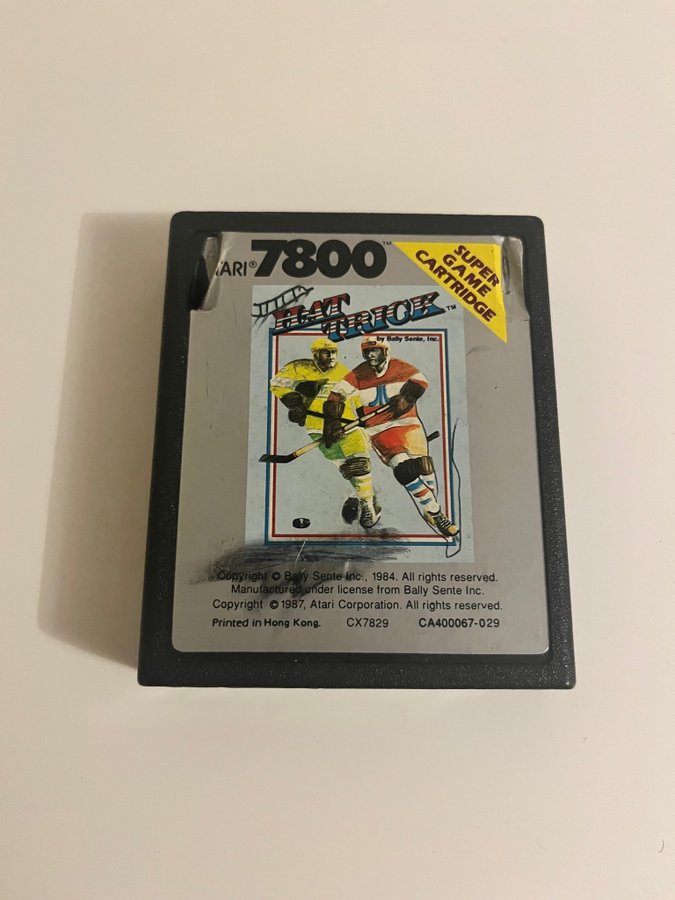 ATARI® 7800™
SUPER
GAME
CARTRIDGE
HAT
TRICK™
by Bally Sente, Inc.
Copyright © Bally Sente Inc., 1984. All rights reserved.
Manufactured under license from Bally Sente Inc.
Copyright ©1987, Atari Corporation. All rights reserved.
Printed in Hong Kong. CX7829 CA400067-029